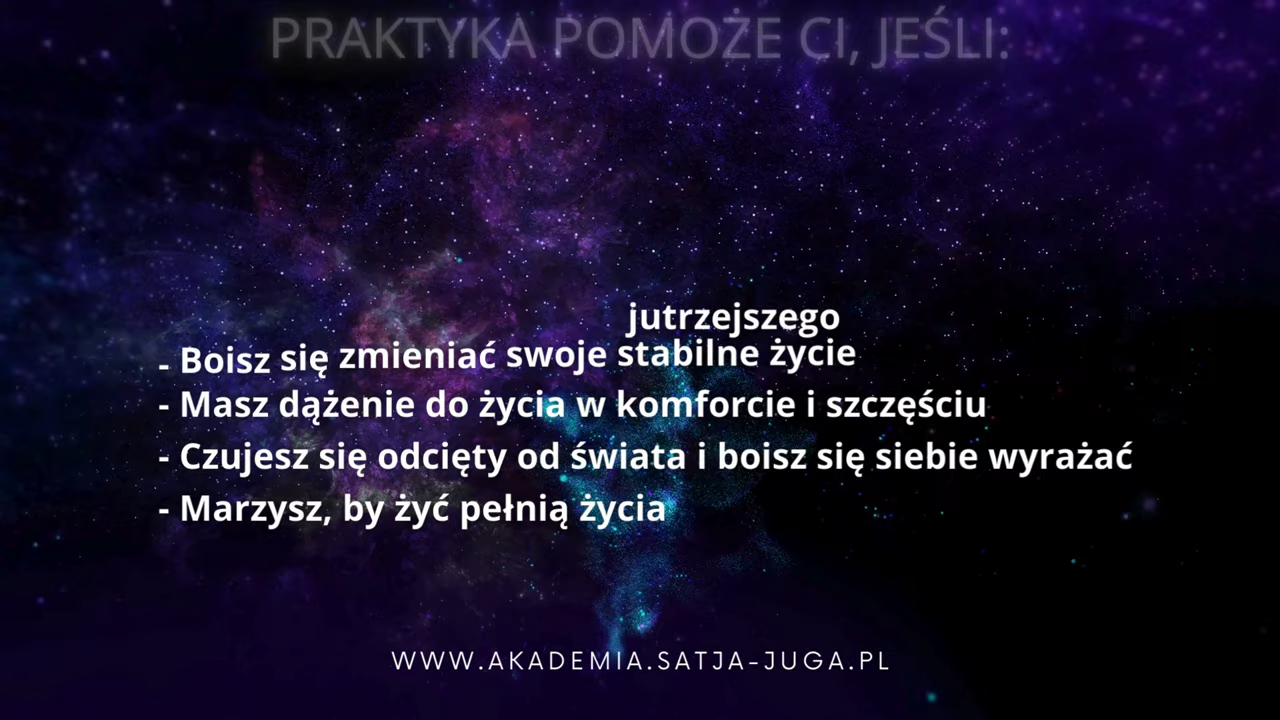 PRAKTYKA POMOŻE CI, JEŚLI:
jutrzejszego
- Boisz się zmieniać swoje stabilne życie
- Masz dążenie do życia w komforcie i szczęściu
- Czujesz się odcięty od świata i boisz się siebie wyrażać
- Marzysz, by żyć pełnią życia
WWW.AKADEMIA.SATJA-JUGA.PL